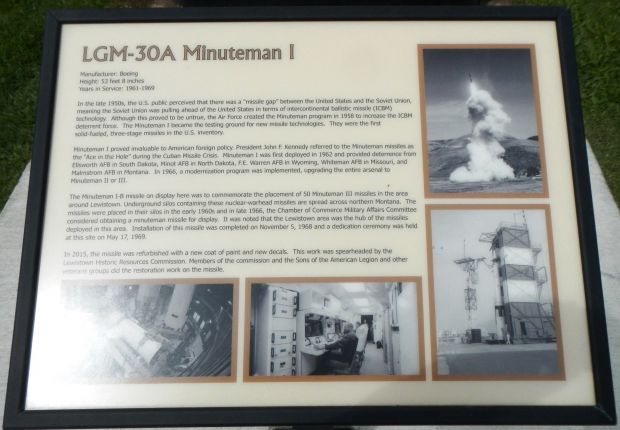 LGM-30A Minuteman I
Manufacturer: Boeing
Height: 53 feet 8 inches
Years in Service: 1961-1969
In the late 1950s, the U.S. public perceived that there was a "missile gap" between the United States and the Soviet Union,
meaning the Soviet Union was pulling ahead of the United States in terms of intercontinental ballistic missile (ICBM)
technology. Although this proved to be untrue, the Air Force created the Minuteman program in 1958 to increase the ICBM
deterrent force. The Minuteman I became the testing ground for new missile technologies. They were the first
solid-fueled, three-stage missiles in the U.S. inventory.
Minuteman I proved invaluable to American foreign policy. President John F. Kennedy referred to the Minuteman missiles as
the "Ace in the Hole" during the Cuban Missile Crisis. Minuteman I was first deployed in 1962 and provided deterrence from
Ellsworth AFB in South Dakota, Minot AFB in North Dakota, F.E. Warren AFB in Wyoming, Whiteman AFB in Missouri, and
Malmstrom AFB in Montana. In 1966, a modernization program was implemented, upgrading the entire arsenal to
Minuteman II or III.
The Minuteman I-B missile on display here was to commemorate the placement of 50 Minuteman III missiles in the area
around Lewistown. Underground silos containing these nuclear-warhead missiles are spread across northern Montana. The
missiles were placed in their silos in the early 1960s and in late 1966, the Chamber of Commerce Military Affairs Committee
considered obtaining a minuteman missile for display. It was noted that the Lewistown area was the hub of the missiles
deployed in this area. Installation of this missile was completed on November 5, 1968 and a dedication ceremony was held
at this site on May 17, 1969.
In 2015, the missile was refurbished with a new coat of paint and new decals. This work was spearheaded by the
Lewistown Historic Resources Commission. Members of the commission and the Sons of the American Legion and other
veterans groups did the restoration work on the missile.